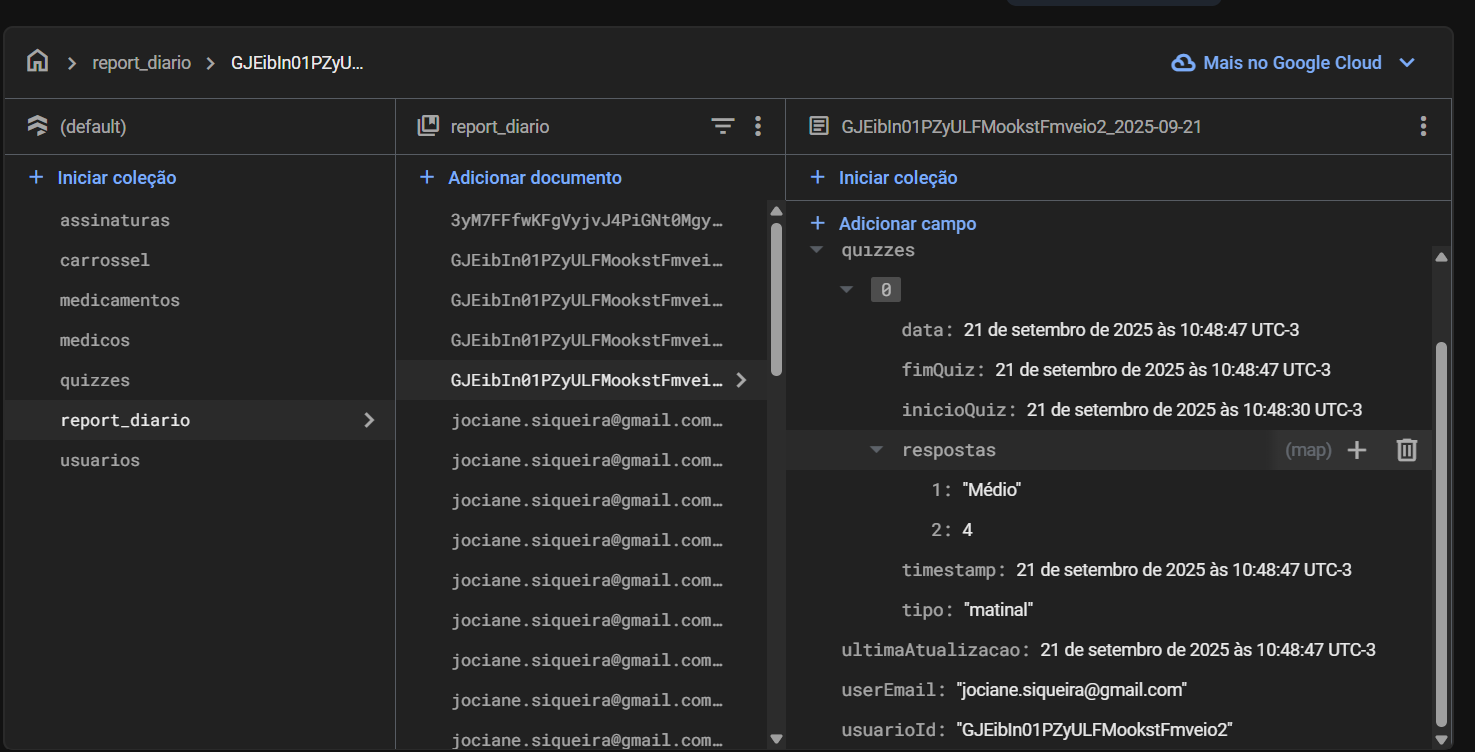 report_diario
GJEibIn01PZyU...
Mais no Google Cloud
(default)
Iniciar coleção
assinaturas
carrossel
medicamentos
medicos
quizzes
report_diario
usuarios
report_diario
Adicionar documento
3yM7FFfwKFgVyjvJ4PiGNt0Mgy…
GJEibIn01PZyULFMookstFmvei…
GJEibIn01PZyULFMookstFmvei…
GJEibIn01PZyULFMookstFmvei…
GJEibIn01PZyULFMookstFmvei…
jociane.siqueira@gmail.com…
jociane.siqueira@gmail.com…
jociane.siqueira@gmail.com…
jociane.siqueira@gmail.com…
jociane.siqueira@gmail.com…
jociane.siqueira@gmail.com…
jociane.siqueira@gmail.com…
jociane.siqueira@gmail.com…
jociane.siqueira@gmail.com…
GJEibIn01PZyULFMookstFmveio2_2025-09-21
Iniciar coleção
Adicionar campo
quizzes
0
data: 21 de setembro de 2025 às 10:48:47 UTC-3
fimQuiz: 21 de setembro de 2025 às 10:48:47 UTC-3
inicioQuiz: 21 de setembro de 2025 às 10:48:30 UTC-3
respostas (map)
1: "Médio"
2: 4
timestamp: 21 de setembro de 2025 às 10:48:47 UTC-3
tipo: "matinal"
ultimaAtualizacao: 21 de setembro de 2025 às 10:48:47 UTC-3
userEmail: "jociane.siqueira@gmail.com"
usuarioId: "GJEibIn01PZyULFMookstFmveio2"